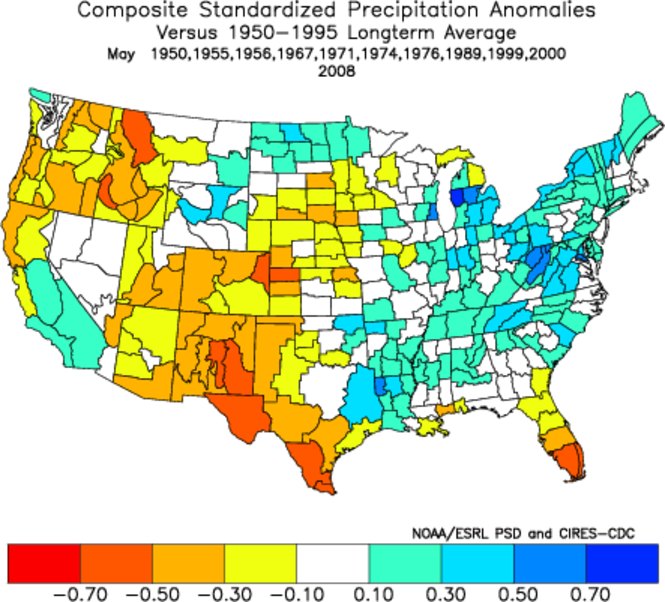 Composite Standardized Precipitation Anomalies
Versus 1950-1995 Longterm Average
May 1950,1955,1956,1967,1971,1974,1976,1989,1999,2000
2008
NOAA/ESRL PSD and CIRES-CDC
-0.70 -0.50 -0.30 -0.10 0.10 0.30 0.50 0.70